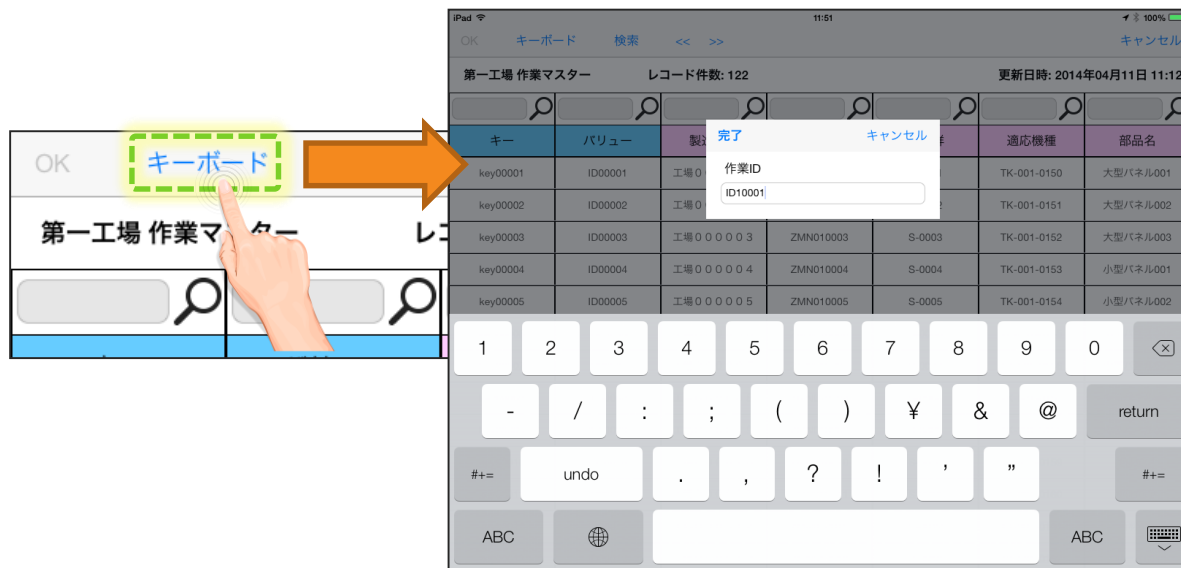 OK キーボード
第一工場 作業マスター
iPad 11:51 100%
OK キーボード 検索 << >> キャンセル
第一工場 作業マスター レコード件数: 122 更新日時: 2014年04月11日 11:12
キー バリュー 製造 適応機種 部品名
完了 キャンセル
作業ID
ID10001
key00001 ID00001 工場0 TK-001-0150 大型パネル001
key00002 ID00002 工場0 TK-001-0151 大型パネル002
key00003 ID00003 工場000003 ZMN010003 S-0003 TK-001-0152 大型パネル003
key00004 ID00004 工場000004 ZMN010004 S-0004 TK-001-0153 小型パネル001
key00005 ID00005 工場000005 ZMN010005 S-0005 TK-001-0154 小型パネル002
1 2 3 4 5 6 7 8 9 0
- / : ; ( ) ¥ & @ return
#+= undo . , ? ! ’ ” #+=
ABC ABC